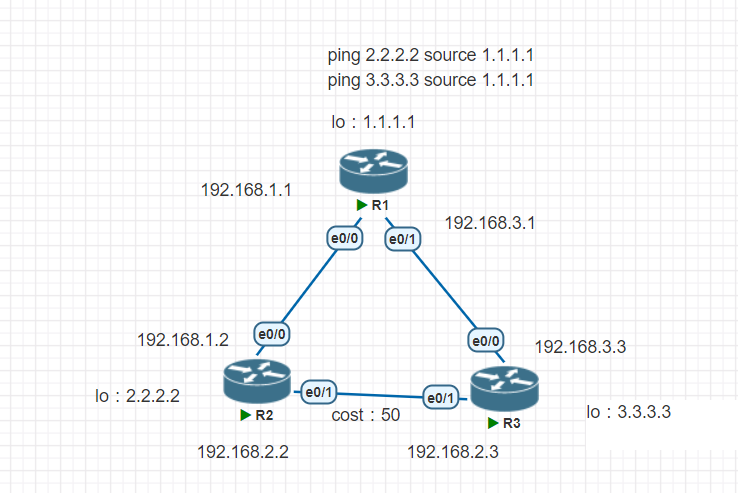 ping 2.2.2.2 source 1.1.1.1
ping 3.3.3.3 source 1.1.1.1
lo：1.1.1.1
192.168.1.1
R1
192.168.3.1
e0/0
e0/1
e0/0
e0/0
192.168.1.2
192.168.3.3
lo：2.2.2.2
e0/1
e0/1
cost：50
R2
R3
lo：3.3.3.3
192.168.2.2
192.168.2.3